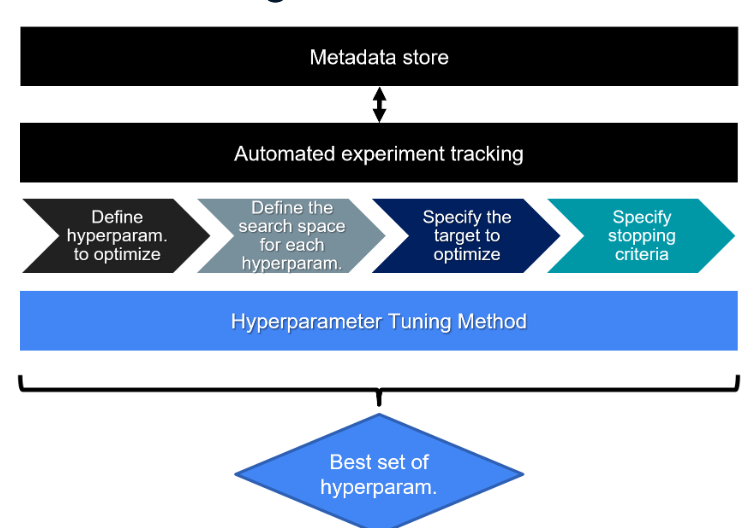 Metadata store
Automated experiment tracking
Define
hyperparam.
to optimize
Define the
search space
for each
hyperparam.
Specify the
target to
optimize
Specify
stopping
criteria
Hyperparameter Tuning Method
Best set of
hyperparam.